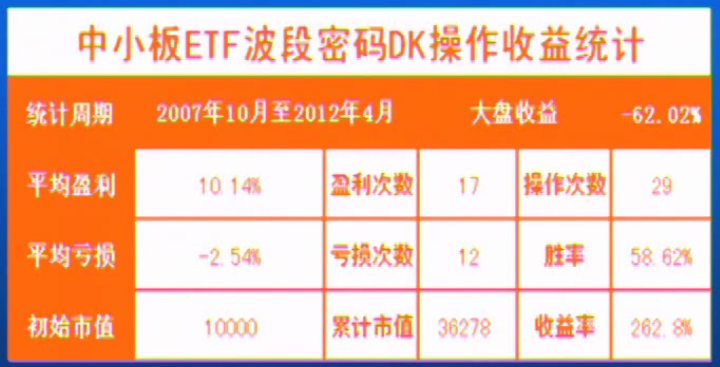 中小板ETF波段密码DK操作收益统计
统计周期 2007年10月至2012年4月 大盘收益 -62.02%
平均盈利 10.14% 盈利次数 17 操作次数 29
平均亏损 -2.54% 亏损次数 12 胜率 58.62%
初始市值 10000 累计市值 36278 收益率 262.8%